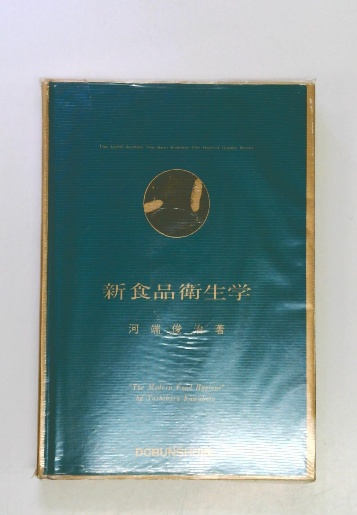 新食品衛生学
河端俊治著
The Modern Food Hygiene
by Toshiharu Kawabata
DOBUNSHOIN